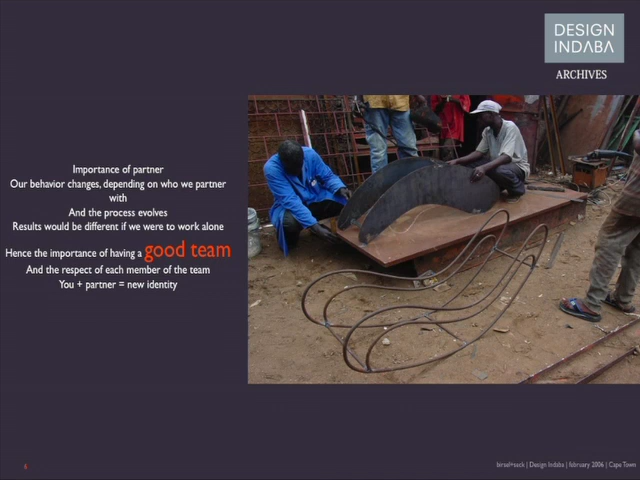 DESIGN
INDABA
ARCHIVES
Importance of partner
Our behavior changes, depending on who we partner
with
And the process evolves
Results would be different if we were to work alone
Hence the importance of having a good team
And the respect of each member of the team
You + partner = new identity
birsel+seck | Design Indaba | february 2006 | Cape Town